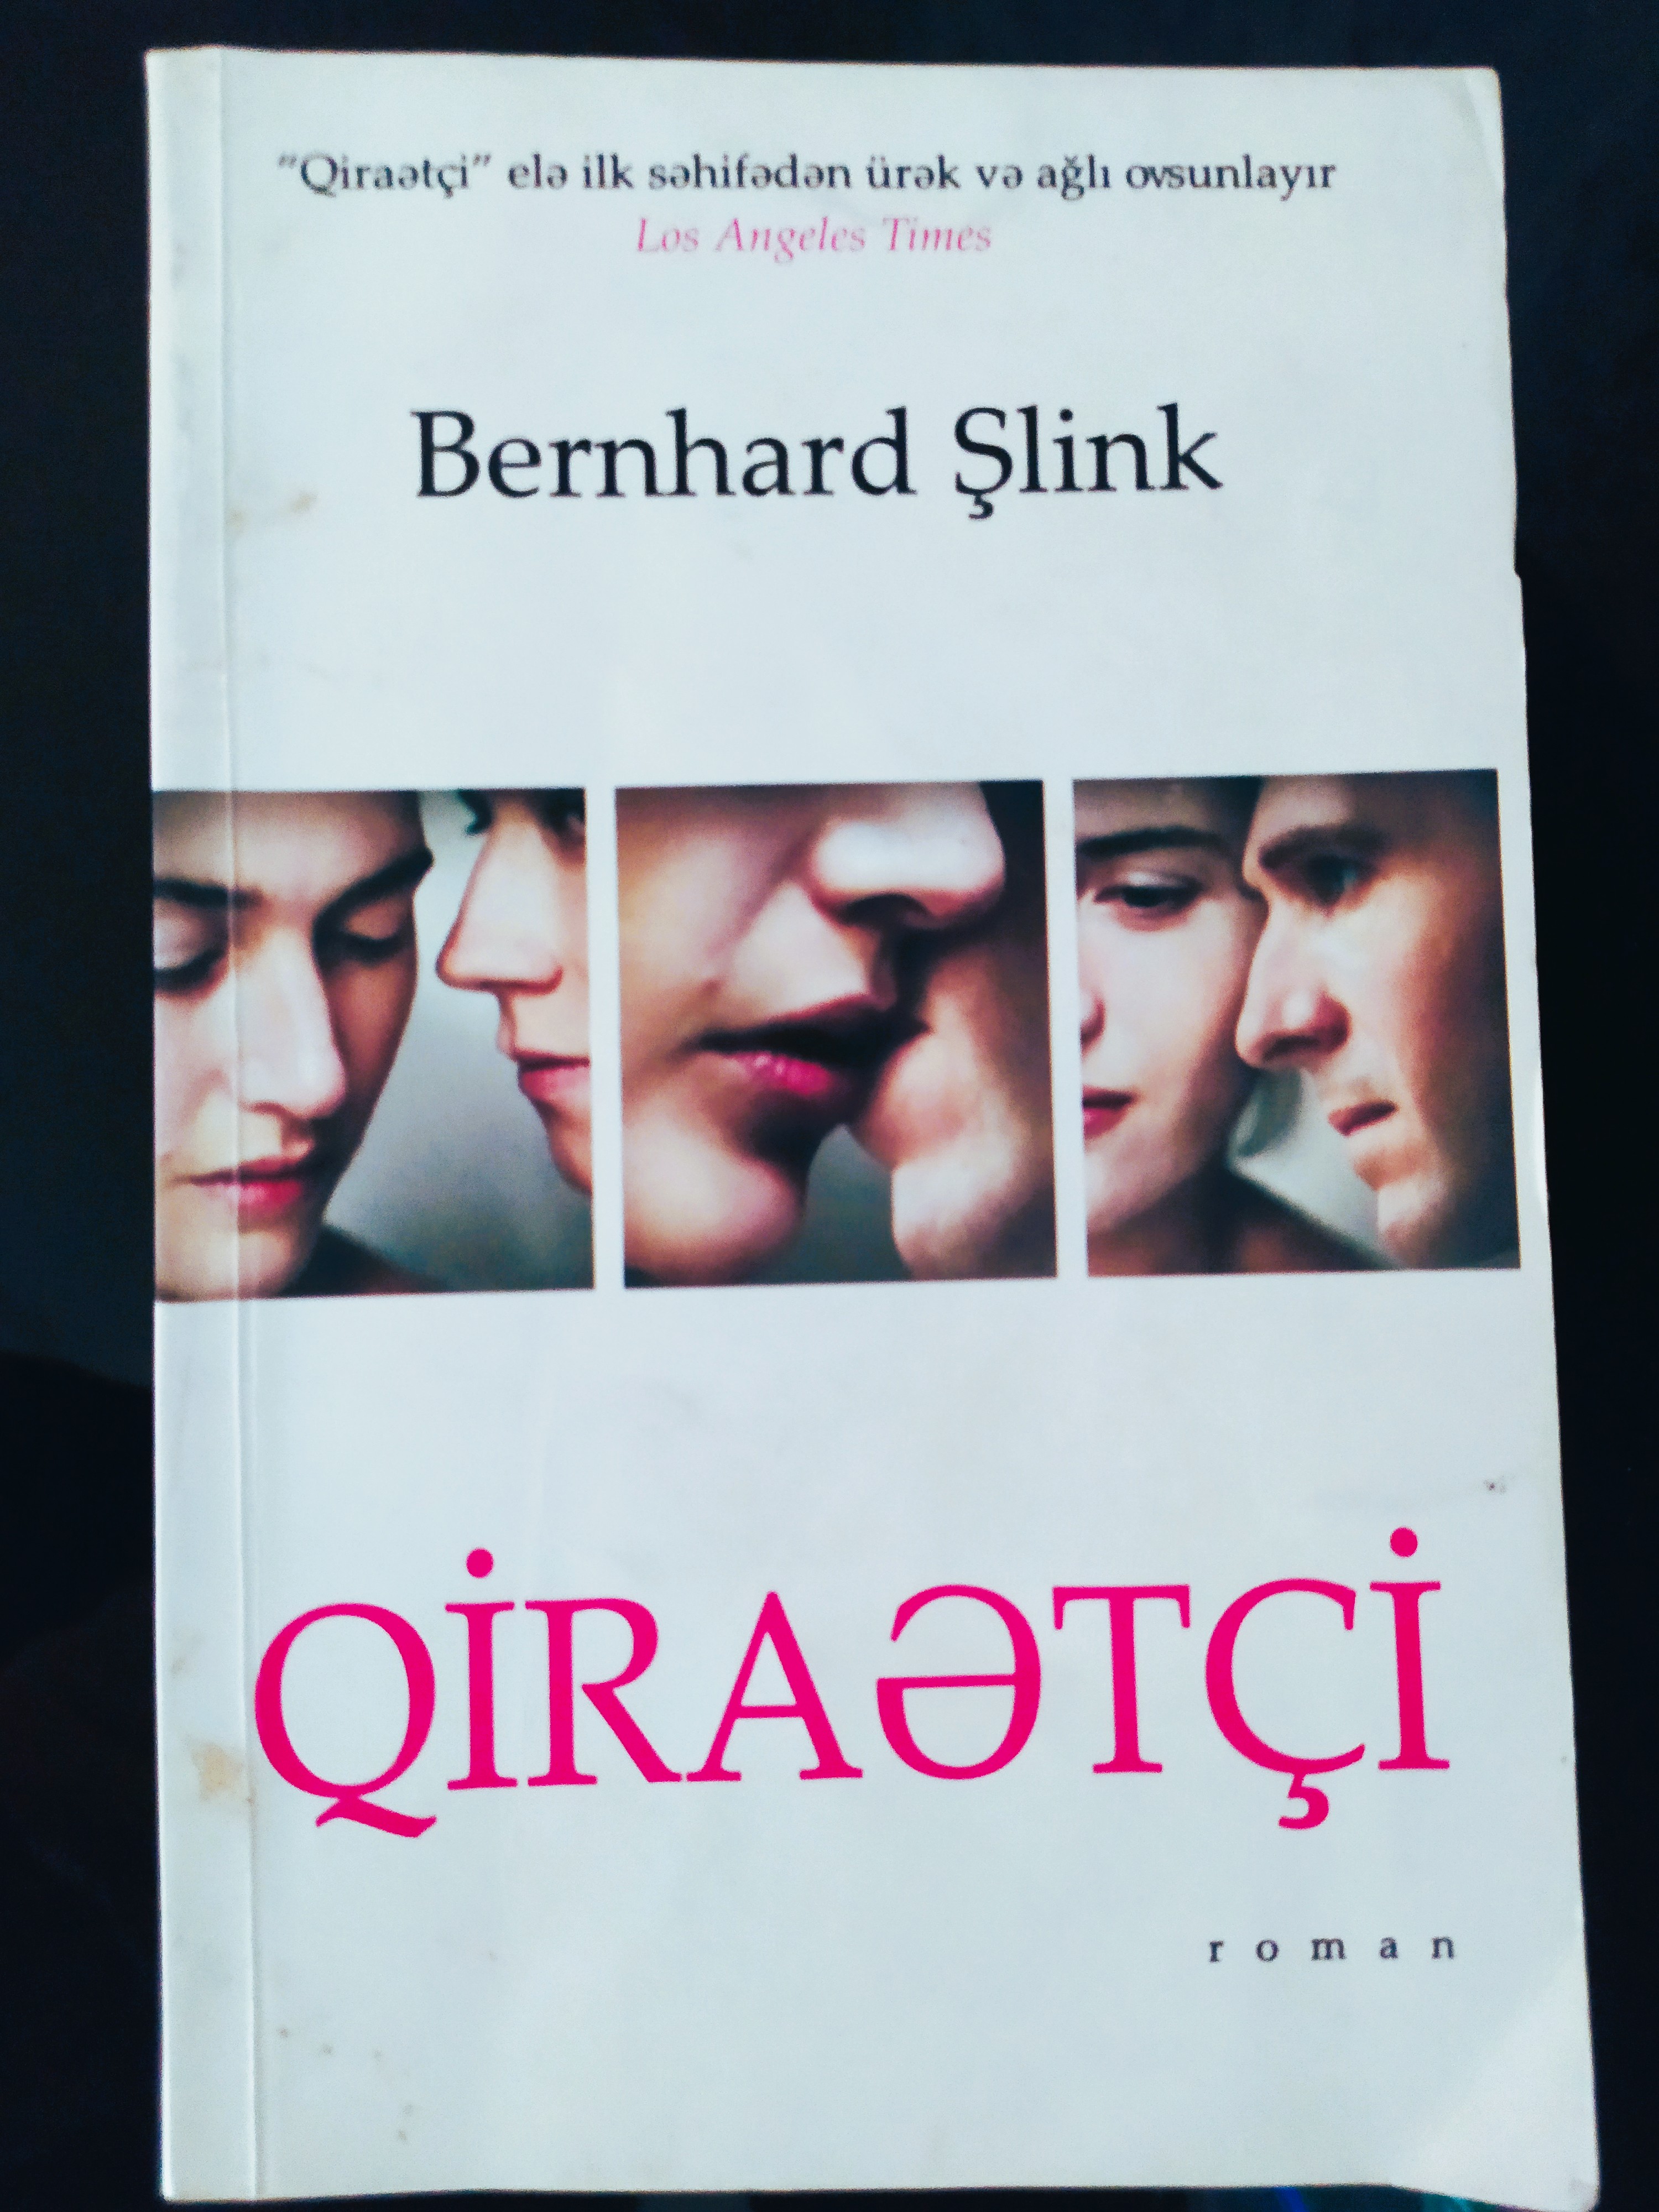 "Qiraətçi" elə ilk səhifədən ürək və ağlı ovsunlayır
Los Angeles Times
Bernhard Şlink
QİRAƏTÇİ
roman